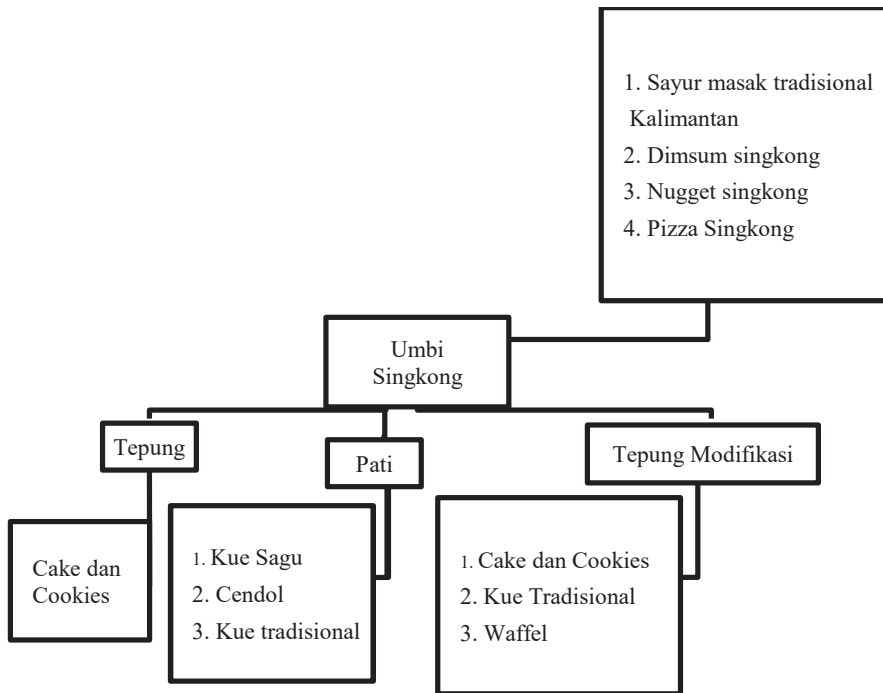 1. Sayur masak tradisional
Kalimantan
2. Dimsum singkong
3. Nugget singkong
4. Pizza Singkong
Umbi
Singkong
Tepung
Pati
Tepung Modifikasi
Cake dan
Cookies
1. Kue Sagu
2. Cendol
3. Kue tradisional
1. Cake dan Cookies
2. Kue Tradisional
3. Waffel